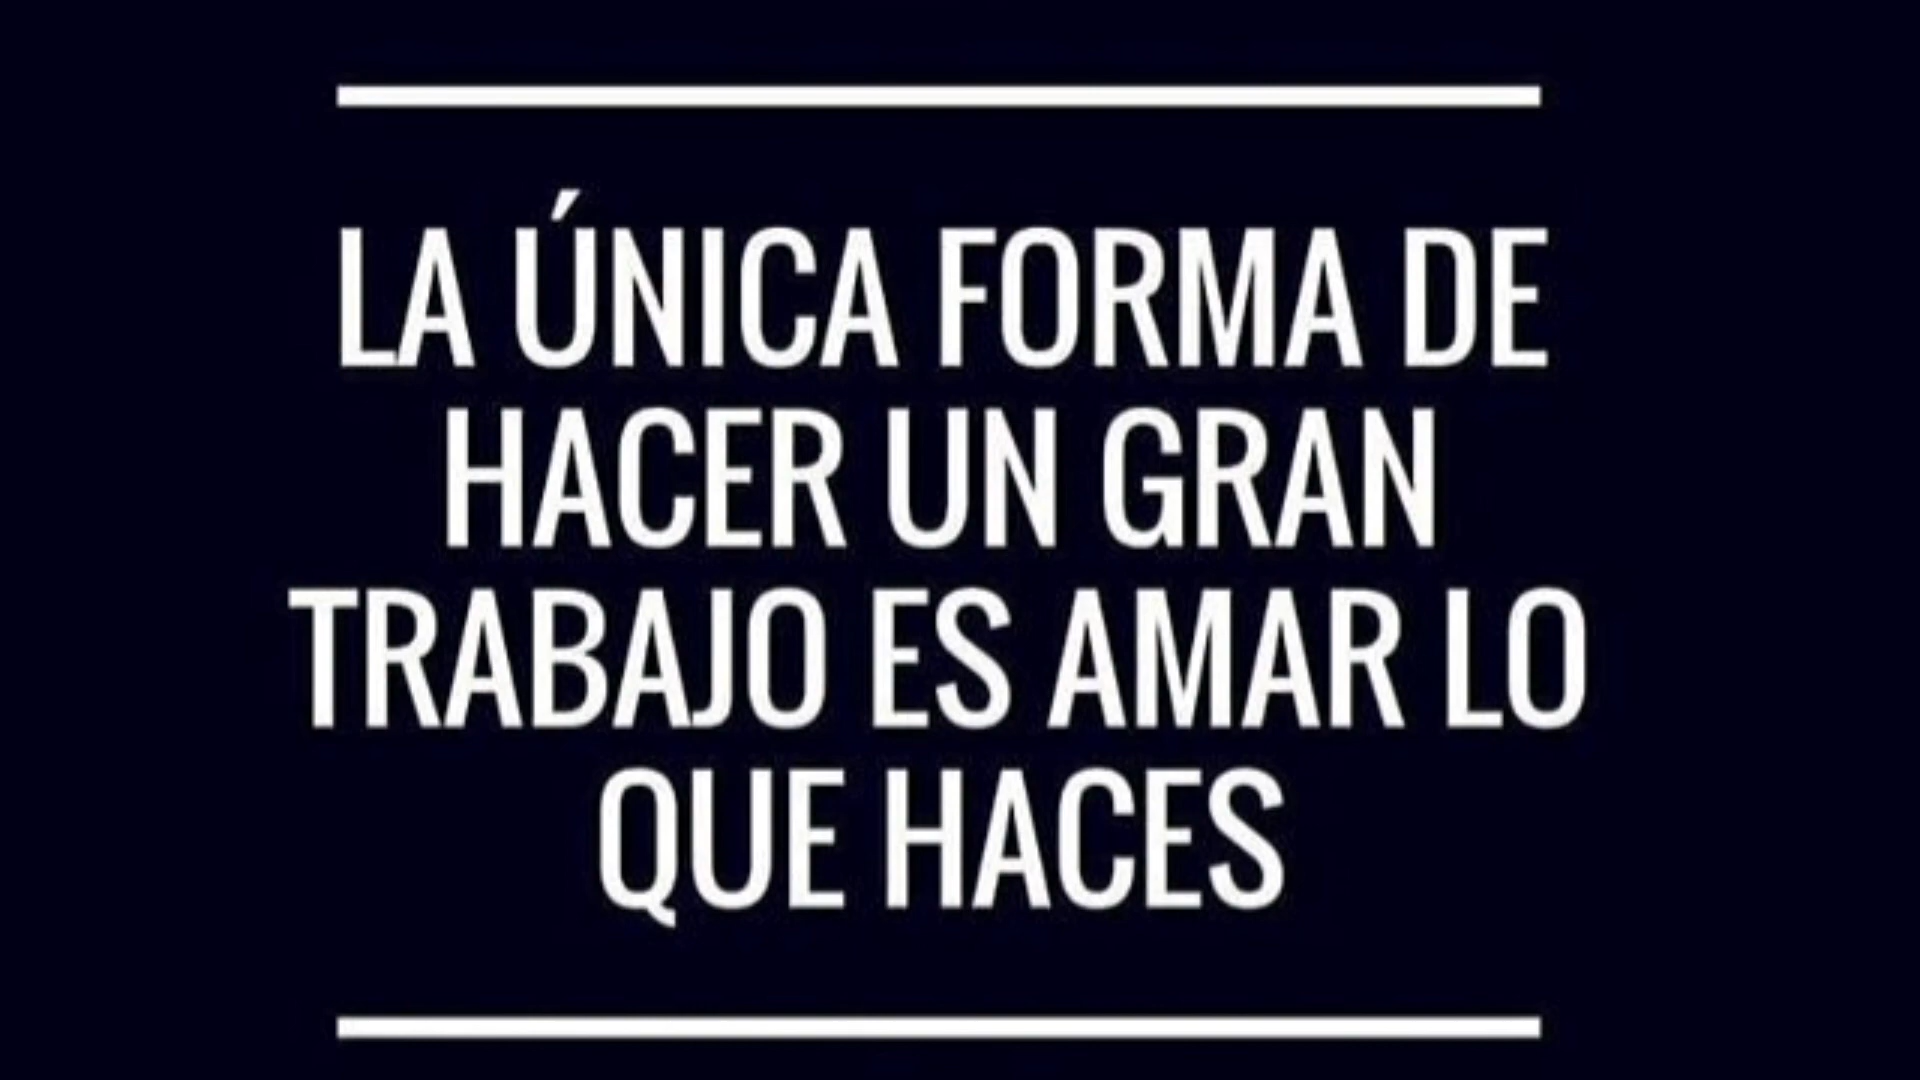 LA ÚNICA FORMA DE
HACER UN GRAN
TRABAJO ES AMAR LO
QUE HACES